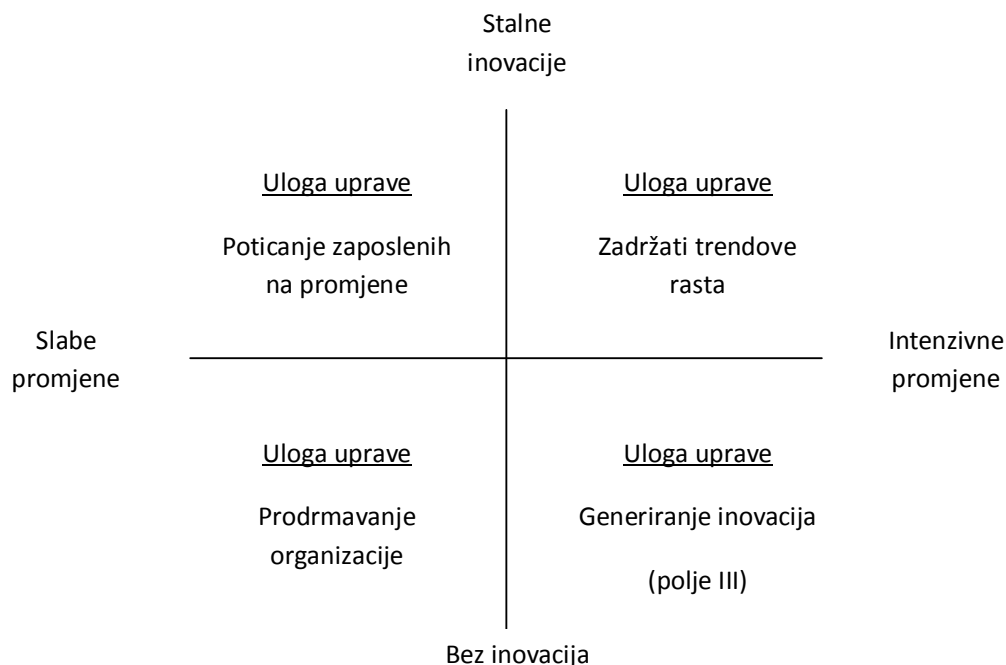 Stalne
inovacije
Uloga uprave
Poticanje zaposlenih
na promjene
Uloga uprave
Zadržati trendove
rasta
Slabe
promjene
Intenzivne
promjene
Uloga uprave
Prodrmavanje
organizacije
Uloga uprave
Generiranje inovacija
(polje III)
Bez inovacija